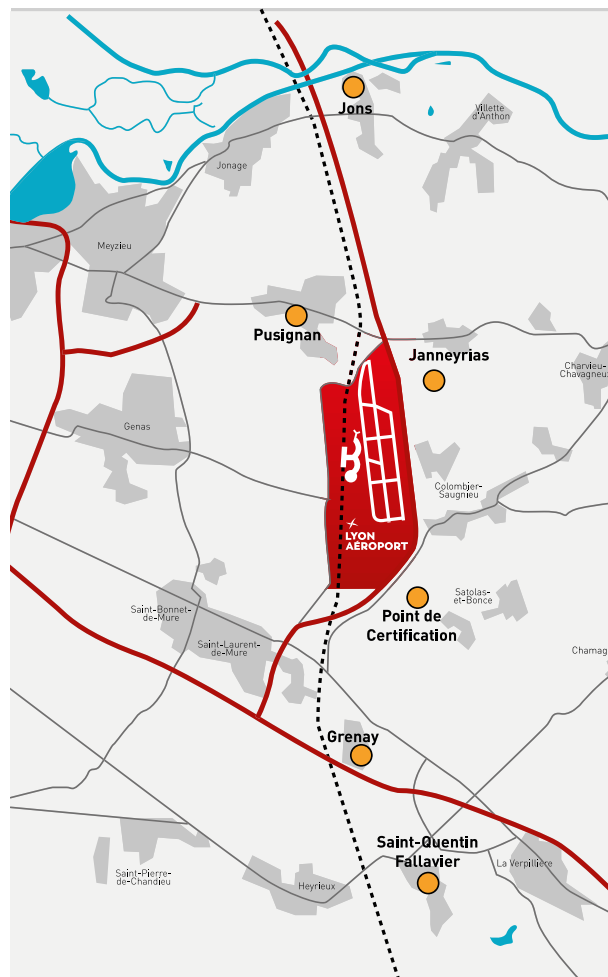 Jons
Villette
d'Anthon
Jonage
Meyzieu
Pusignan
Janneyrias
Charvieu-
Chavagneux
Genas
Colombier-
Saugnieu
LYON
AÉROPORT
Satolas-
et-Bonce
Point de
Certification
Saint-Bonnet-
de-Mure
Saint-Laurent-
de-Mure
Chamag
Grenay
Saint-Quentin
Fallavier
La Verpillière
Saint-Pierre-
de-Chandieu
Heyrieux